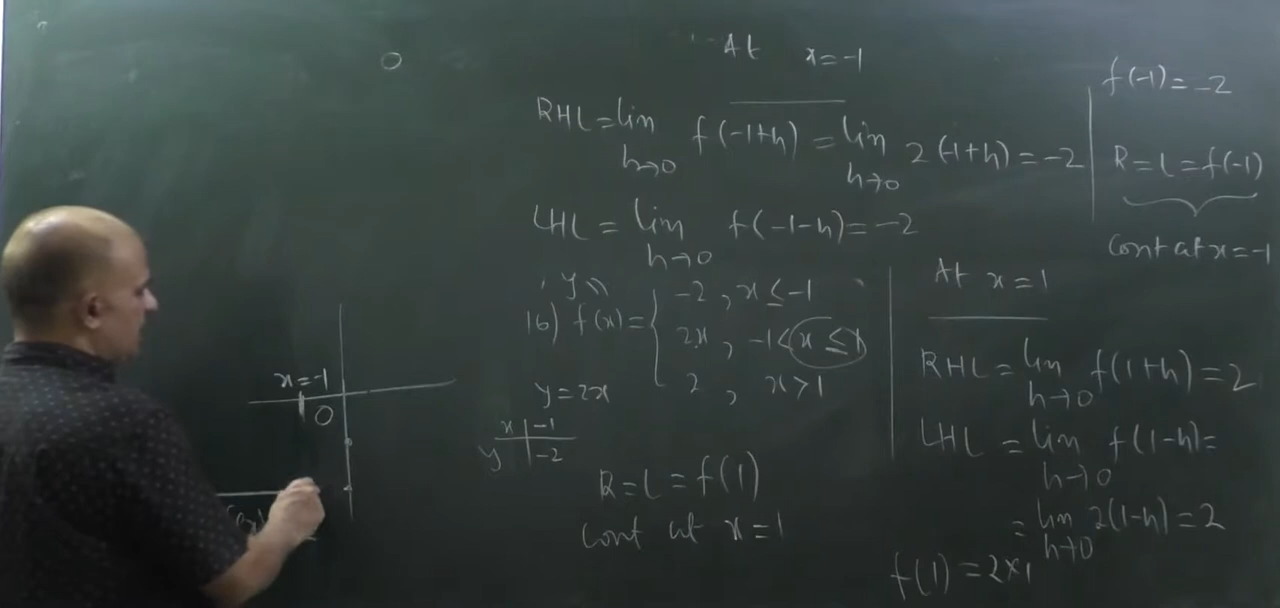 At x=-1
RHL = lim h→0 f(-1+h) = lim h→0 2(-1+h) = -2
LHL = lim h→0 f(-1-h) = -2
f(-1) = -2
R = L = f(-1)
Cont at x = -1
16) f(x) = { -2, x ≤ -1
2x, -1 < x ≤ 1
2, x > 1
y = 2x
x | -1
y | -2
R = L = f(1)
Cont at x = 1
At x = 1
RHL = lim h→0 f(1+h) = 2
LHL = lim h→0 f(1-h) =
= lim h→0 2(1-h) = 2
f(1) = 2×1
x=-1
0